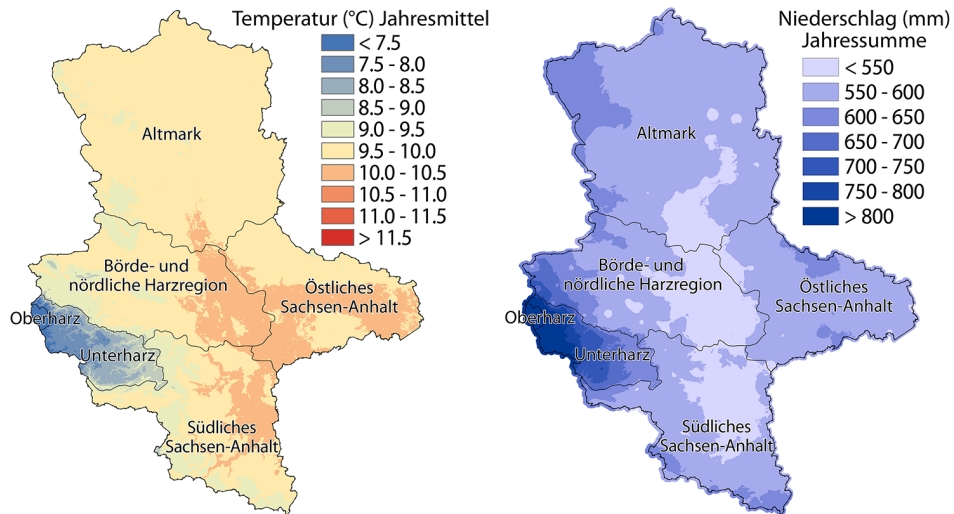 Temperatur (°C) Jahresmittel
< 7.5
7.5 - 8.0
8.0 - 8.5
8.5 - 9.0
9.0 - 9.5
9.5 - 10.0
10.0 - 10.5
10.5 - 11.0
11.0 - 11.5
> 11.5
Altmark
Börde- und
nördliche Harzregion
Östliches
Sachsen-Anhalt
Oberharz
Unterharz
Südliches
Sachsen-Anhalt
Niederschlag (mm)
Jahressumme
< 550
550 - 600
600 - 650
650 - 700
700 - 750
750 - 800
> 800
Altmark
Börde- und
nördliche Harzregion
Östliches
Sachsen-Anhalt
Oberharz
Unterharz
Südliches
Sachsen-Anhalt